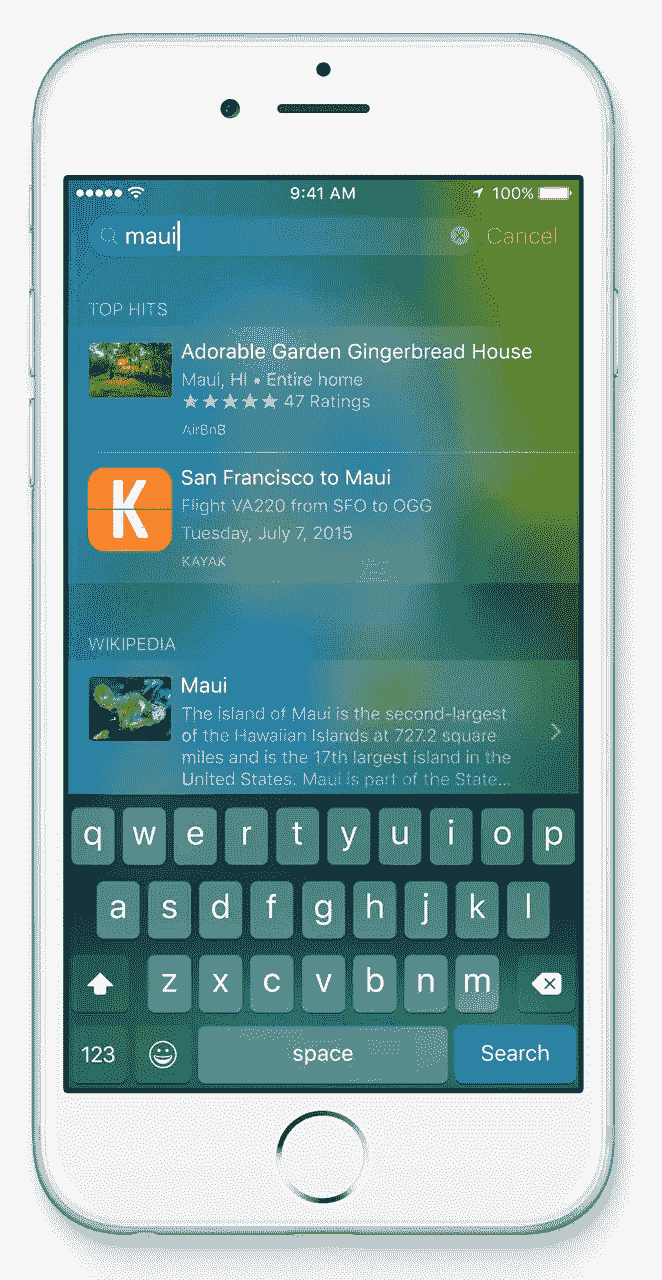 9:41 AM 100%
maui Cancel
TOP HITS
Adorable Garden Gingerbread House
Maui, HI • Entire home
★★★★★ 47 Ratings
AirBnB
K
San Francisco to Maui
Flight VA220 from SFO to OGG
Tuesday, July 7, 2015
KAYAK
WIKIPEDIA
Maui
The island of Maui is the second-largest
of the Hawaiian Islands at 727.2 square
miles and is the 17th largest island in the
United States. Maui is part of the State...
q w e r t y u i o p
a s d f g h j k l
z x c v b n m
123 space Search